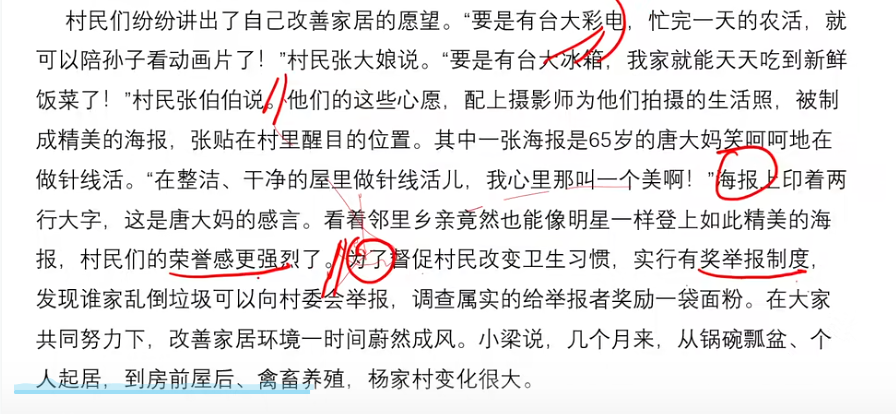 村民们纷纷讲出了自己改善家居的愿望。“要是有台大彩电，忙完一天的农活，就
可以陪孙子看动画片了！”村民张大娘说。“要是有台大冰箱，我家就能天天吃到新鲜
饭菜了！”村民张伯伯说。他们的这些心愿，配上摄影师为他们拍摄的生活照，被制
成精美的海报，张贴在村里醒目的位置。其中一张海报是65岁的唐大妈笑呵呵地在
做针线活。“在整洁、干净的屋里做针线活儿，我心里那叫一个美啊！”海报上印着两
行大字，这是唐大妈的感言。看着邻里乡亲竟然也能像明星一样登上如此精美的海
报，村民们的荣誉感更强烈了。为了督促村民改变卫生习惯，实行有奖举报制度，
发现谁家乱倒垃圾可以向村委会举报，调查属实的给举报者奖励一袋面粉。在大家
共同努力下，改善家居环境一时间蔚然成风。小梁说，几个月来，从锅碗瓢盆、个
人起居，到房前屋后、禽畜养殖，杨家村变化很大。